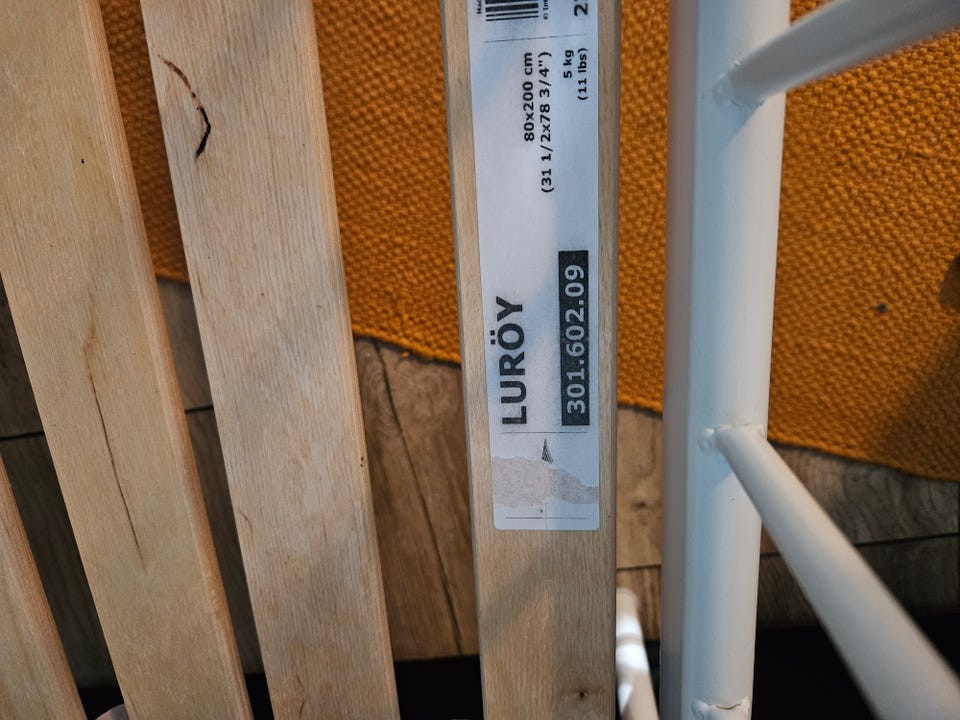 LURÖY
301.602.09
80x200 cm
(31 1/2x78 3/4")
5 kg
(11 lbs)